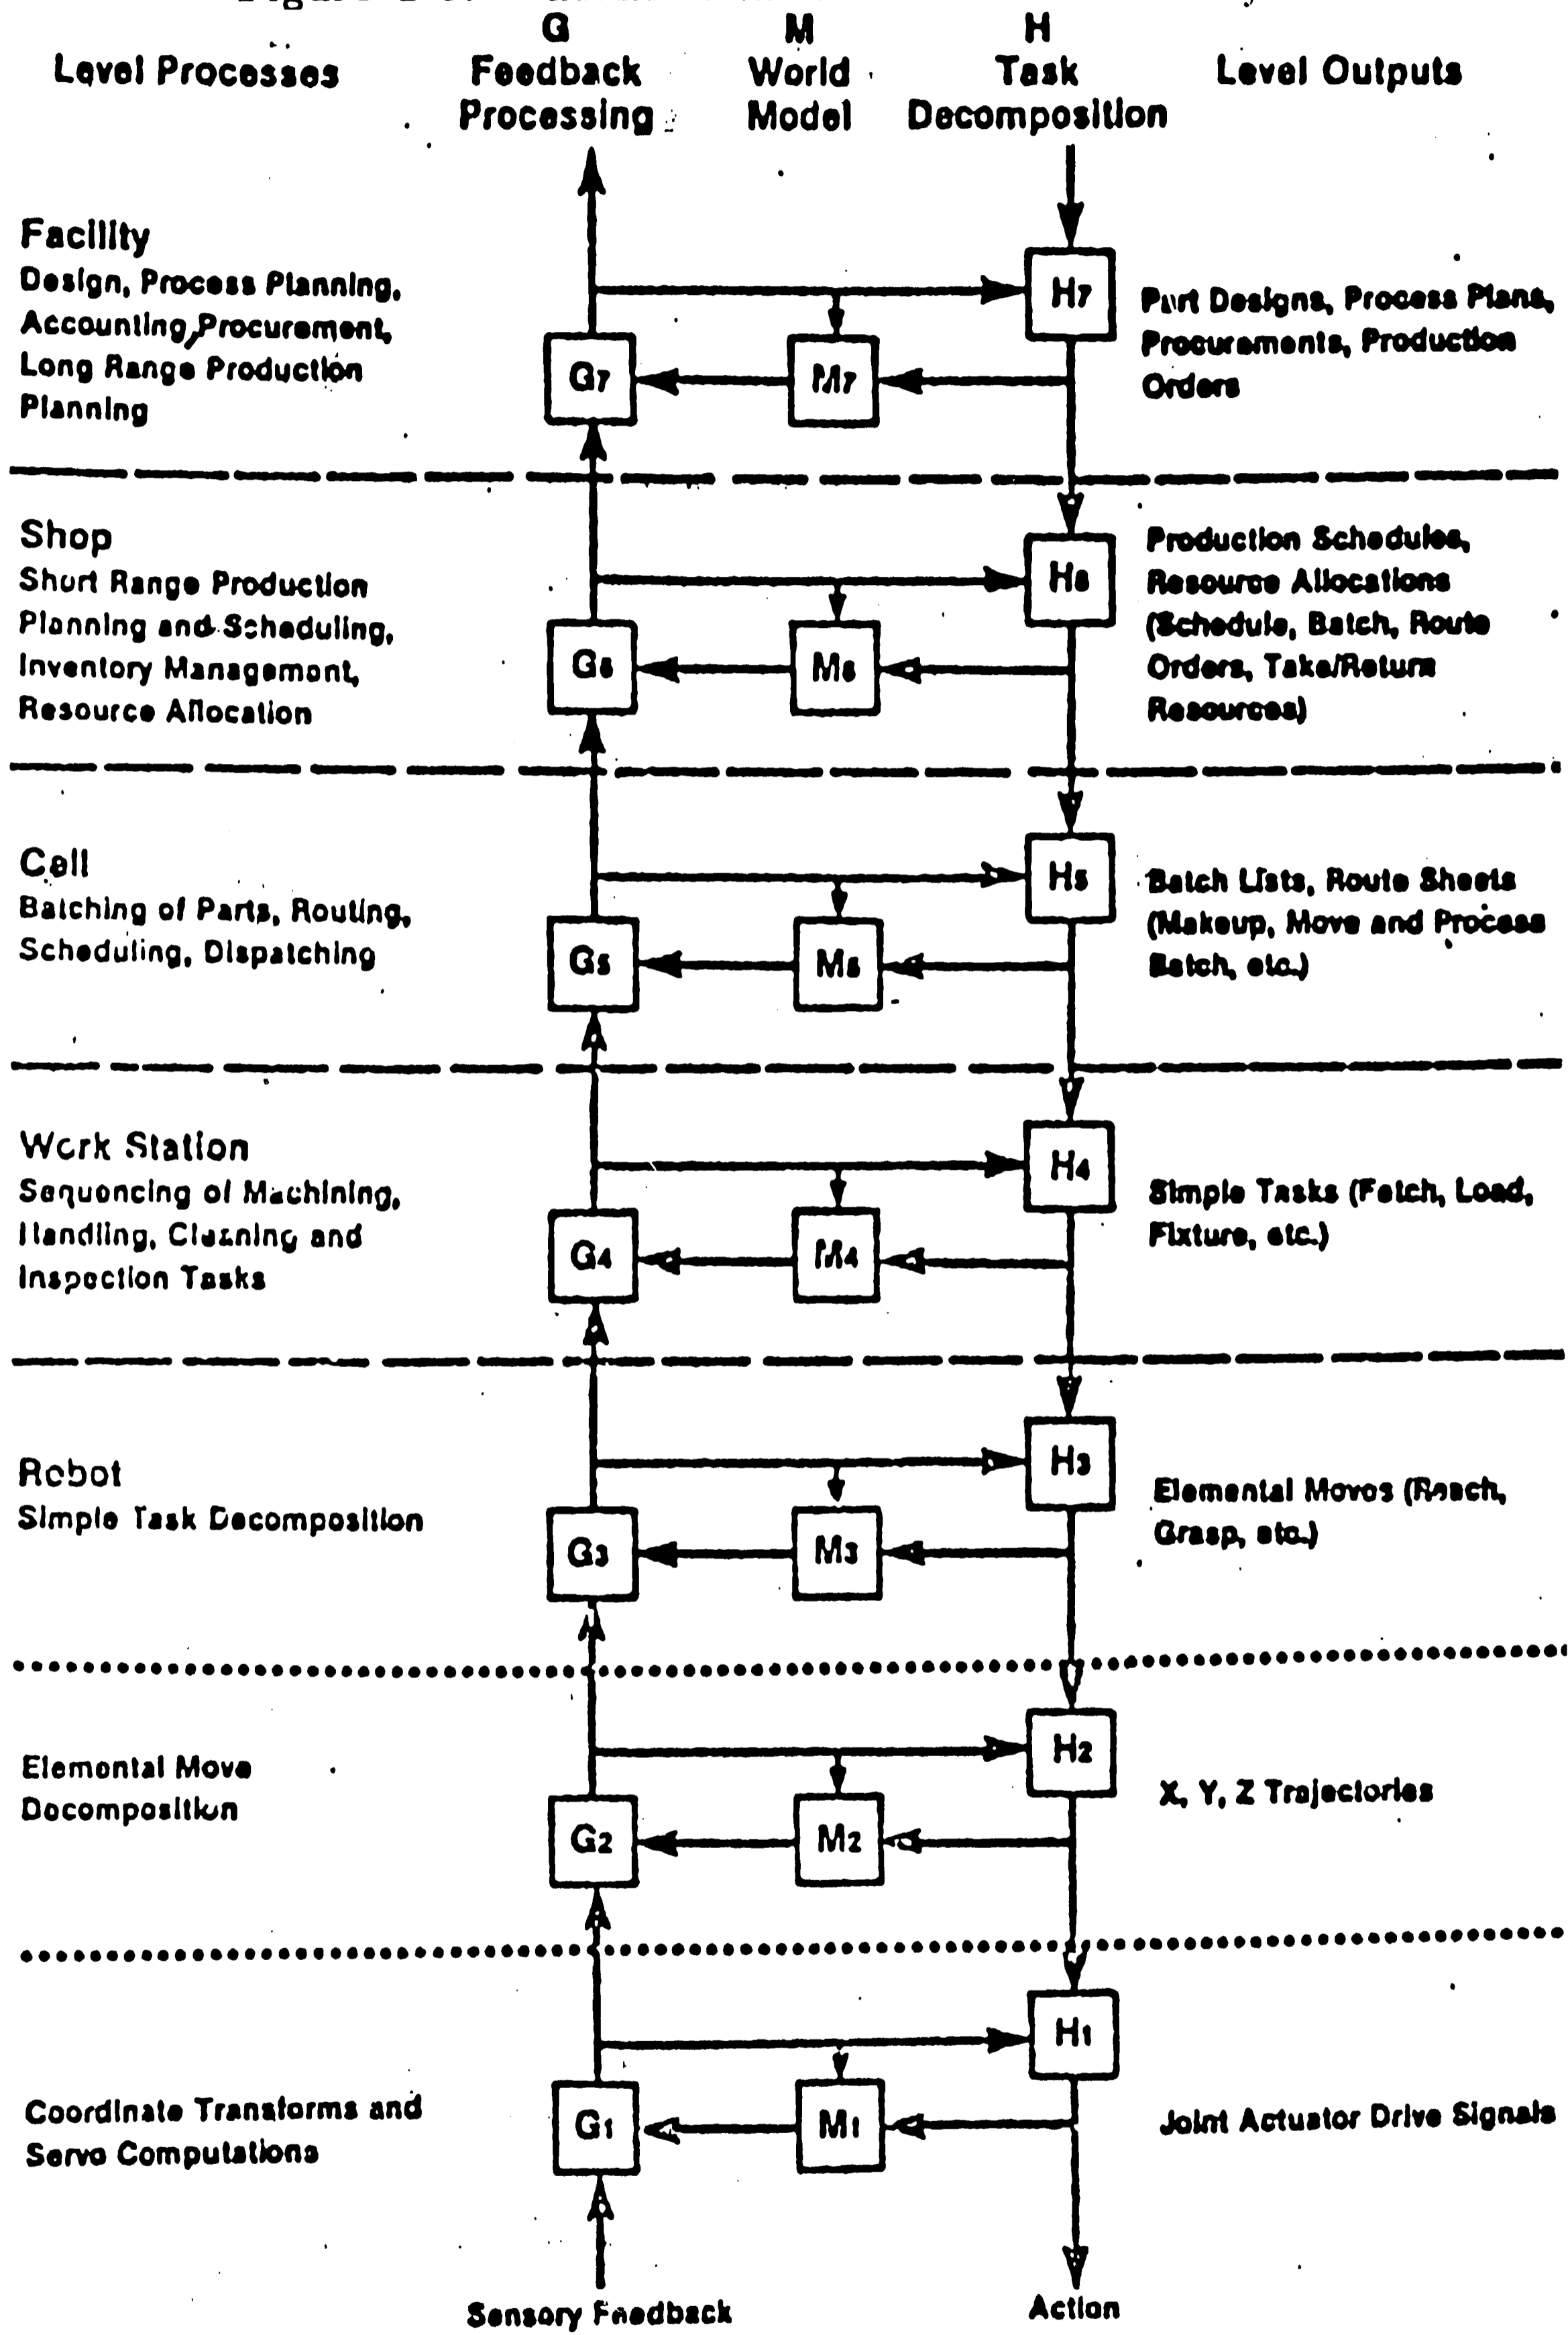 G M H
Level Processes Feedback World Task Level Outputs
Processing Model Decomposition
Facility
Design, Process Planning,
Accounting, Procurement,
Long Range Production
Planning
H7
G7 M7
Part Designs, Process Plans,
Procurements, Production
Orders
Shop
Short Range Production
Planning and Scheduling,
Inventory Management,
Resource Allocation
H6
G6 M6
Production Schedules,
Resource Allocations
(Schedule, Batch, Route
Orders, Take/Return
Resources)
Cell
Batching of Parts, Routing,
Scheduling, Dispatching
H5
G5 M5
Batch Lists, Route Sheets
(Makeup, Move and Process
Batch, etc.)
Work Station
Sequencing of Machining,
Handling, Cleaning and
Inspection Tasks
H4
G4 M4
Simple Tasks (Fetch, Load,
Fixture, etc.)
Robot
Simple Task Decomposition
H3
G3 M3
Elemental Moves (Reach,
Grasp, etc.)
Elemental Move
Decomposition
H2
G2 M2
X, Y, Z Trajectories
Coordinate Transforms and
Servo Computations
H1
G1 M1
Joint Actuator Drive Signals
Sensory Feedback Action